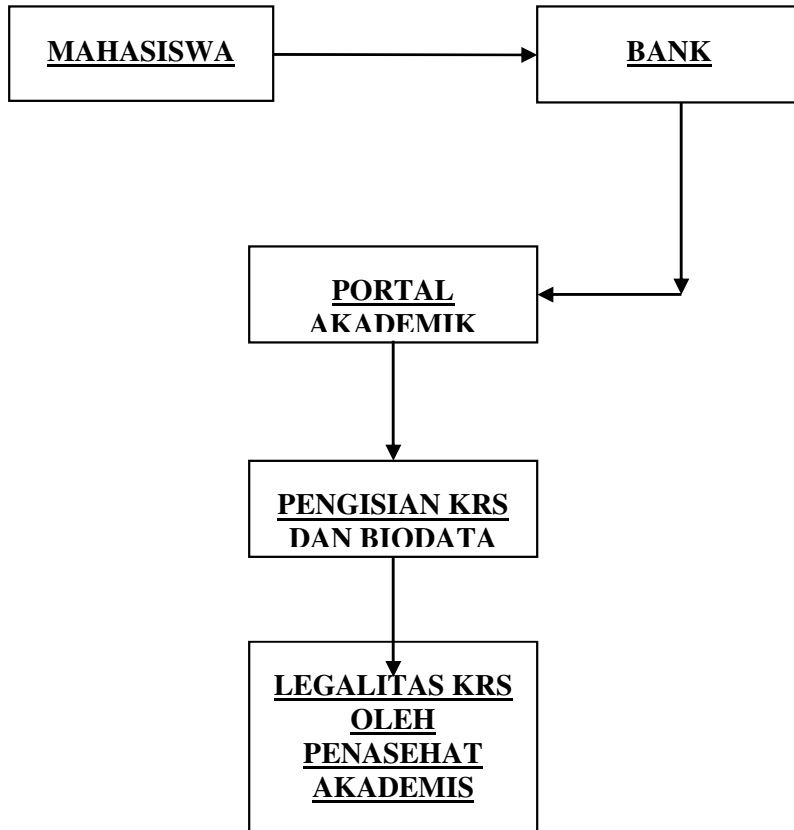 MAHASISWA
BANK
PORTAL
AKADEMIK
PENGISIAN KRS
DAN BIODATA
LEGALITAS KRS
OLEH
PENASEHAT
AKADEMIS